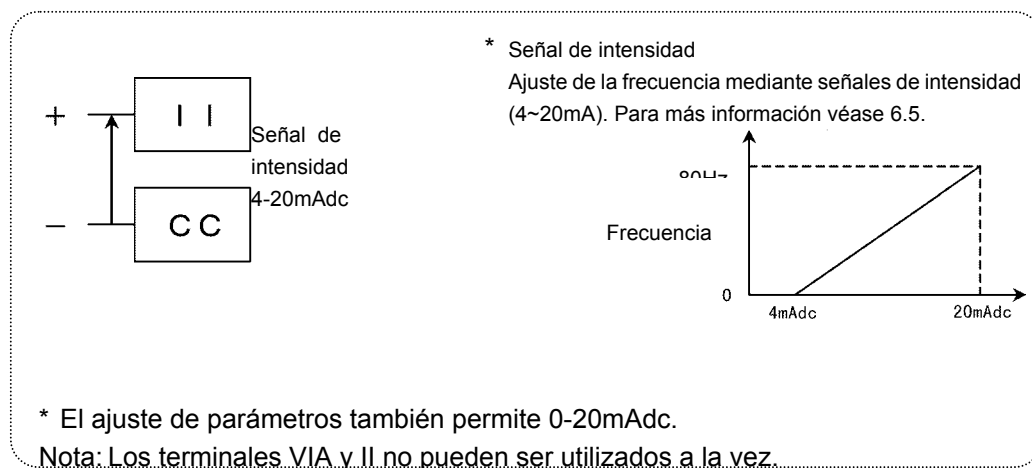 * Señal de intensidad
Ajuste de la frecuencia mediante señales de intensidad
(4~20mA). Para más información véase 6.5.
+
I I
Señal de
intensidad
4-20mAdc
−
CC
80Hz
Frecuencia
0
4mAdc
20mAdc
* El ajuste de parámetros también permite 0-20mAdc.
Nota: Los terminales VIA y II no pueden ser utilizados a la vez.